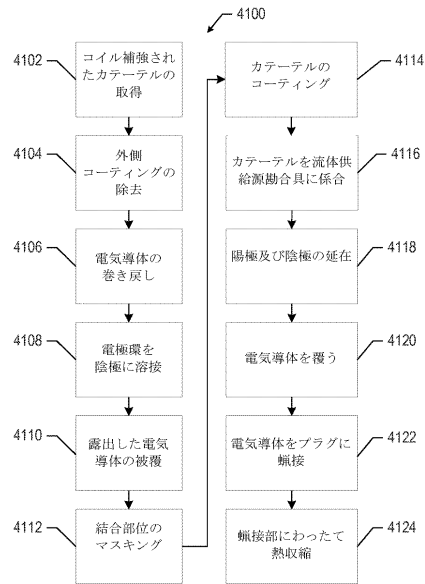 4100
4102
コイル補強され
たカテーテルの
取得
4104
外側
コーティングの
除去
4106
電気導体の
巻き戻し
4108
電極環を
陰極に溶接
4110
露出した電気
導体の被覆
4112
結合部位の
マスキング
4114
カテーテルの
コーティング
4116
カテーテルを流体供
給源勘合具に係合
4118
陽極及び陰極の延在
4120
電気導体を覆う
4122
電気導体をプラグに
蝋接
4124
蝋接部にわったて
熱収縮